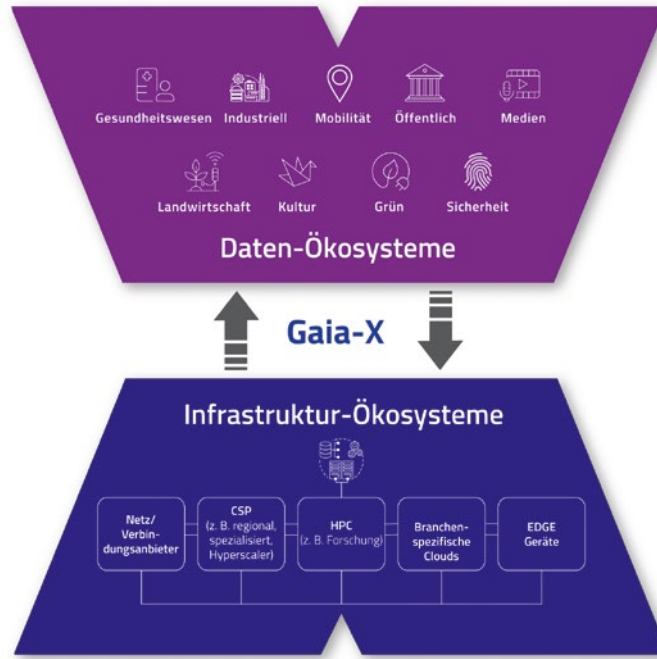 Gesundheitswesen Industriell Mobilität Öffentlich Medien
Landwirtschaft Kultur Grün Sicherheit
Daten-Ökosysteme
Gaia-X
Infrastruktur-Ökosysteme
Netz/
Verbin-
dungsanbieter
CSP
(z. B. regional,
spezialisiert,
Hyperscaler)
HPC
(z. B. Forschung)
Branchen-
spezifische
Clouds
EDGE
Geräte